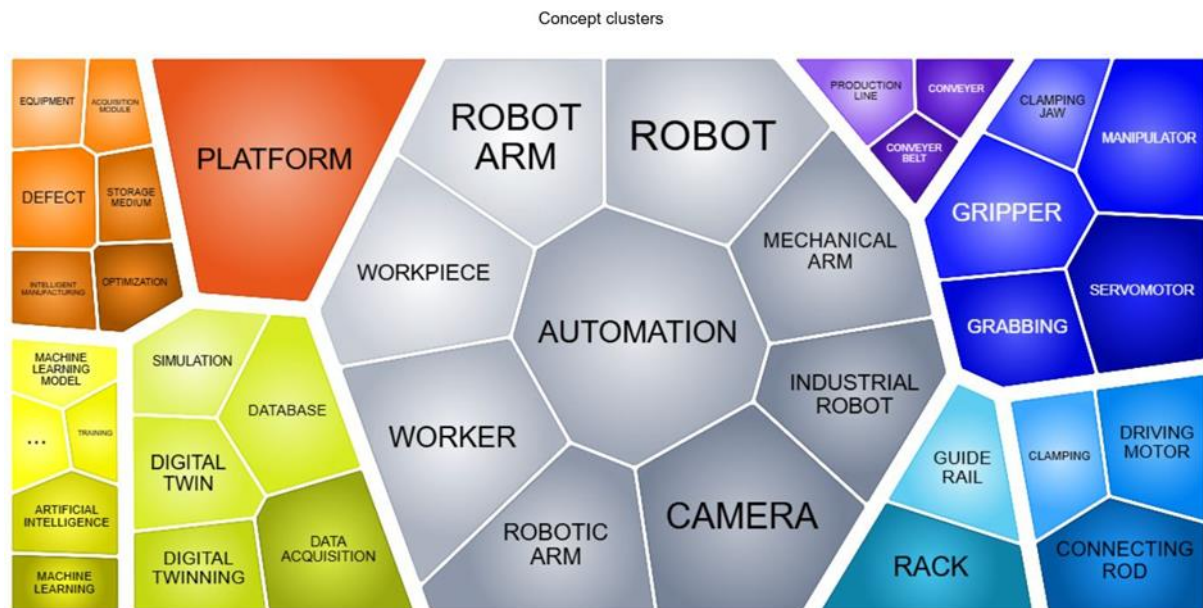 Concept clusters
EQUIPMENT
ACQUISITION
MODULE
DEFECT
STORAGE
MEDIUM
INTELLIGENT
MANUFACTURING
OPTIMIZATION
PLATFORM
ROBOT
ARM
ROBOT
WORKPIECE
MECHANICAL
ARM
AUTOMATION
WORKER
INDUSTRIAL
ROBOT
ROBOTIC
ARM
CAMERA
PRODUCTION
LINE
CONVEYER
CONVEYER
BELT
CLAMPING
JAW
MANIPULATOR
GRIPPER
GRABBING
SERVOMOTOR
MACHINE
LEARNING
MODEL
...
TRAINING
ARTIFICIAL
INTELLIGENCE
MACHINE
LEARNING
SIMULATION
DATABASE
DIGITAL
TWIN
DIGITAL
TWINNING
DATA
ACQUISITION
GUIDE
RAIL
RACK
CLAMPING
DRIVING
MOTOR
CONNECTING
ROD